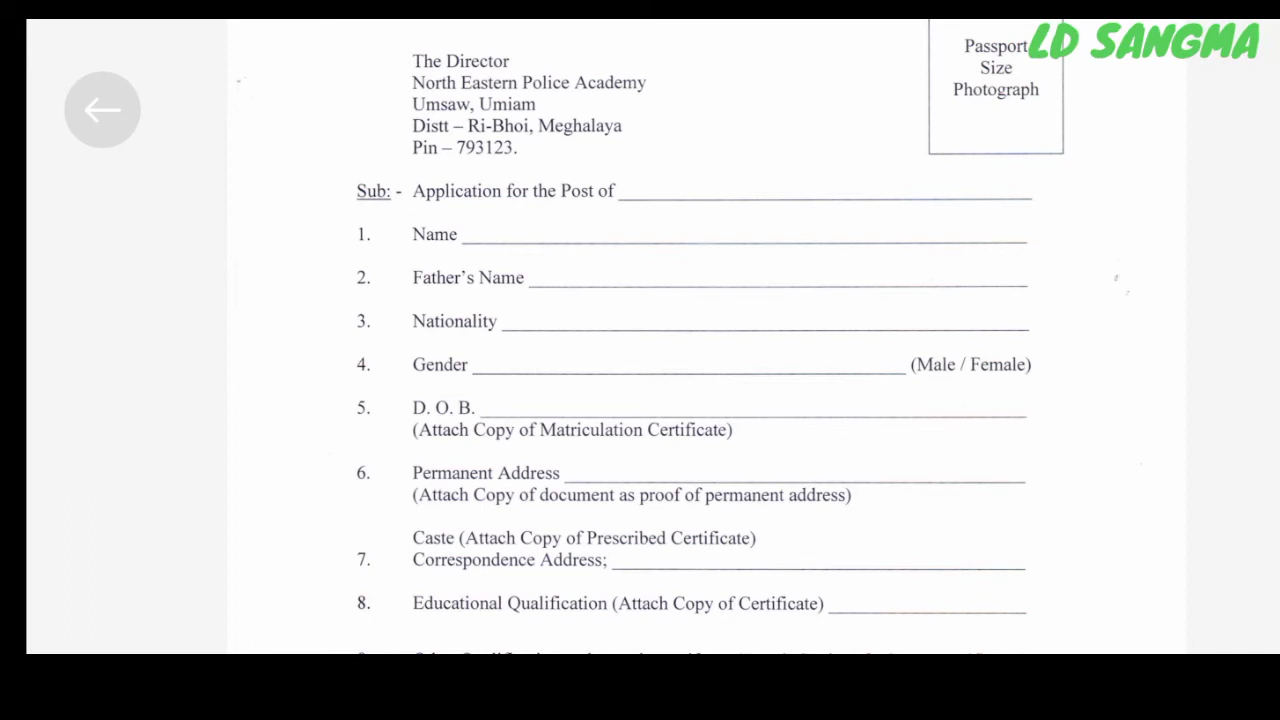 LD SANGMA
The Director
North Eastern Police Academy
Umsaw, Umiam
Distt – Ri-Bhoi, Meghalaya
Pin – 793123.
Passport
Size
Photograph
Sub: - Application for the Post of
1. Name
2. Father's Name
3. Nationality
4. Gender (Male / Female)
5. D. O. B.
(Attach Copy of Matriculation Certificate)
6. Permanent Address
(Attach Copy of document as proof of permanent address)
Caste (Attach Copy of Prescribed Certificate)
7. Correspondence Address;
8. Educational Qualification (Attach Copy of Certificate)